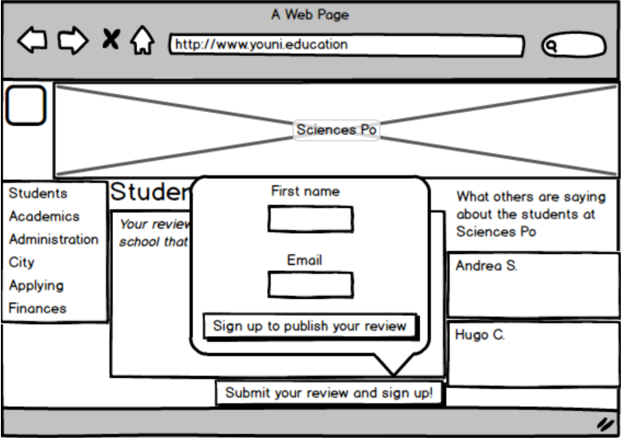 A Web Page
http://www.youni.education
Sciences Po
Students
Academics
Administration
City
Applying
Finances
Studen
Your review
school that
First name
Email
Sign up to publish your review
Submit your review and sign up!
What others are saying
about the students at
Sciences Po
Andrea S.
Hugo C.